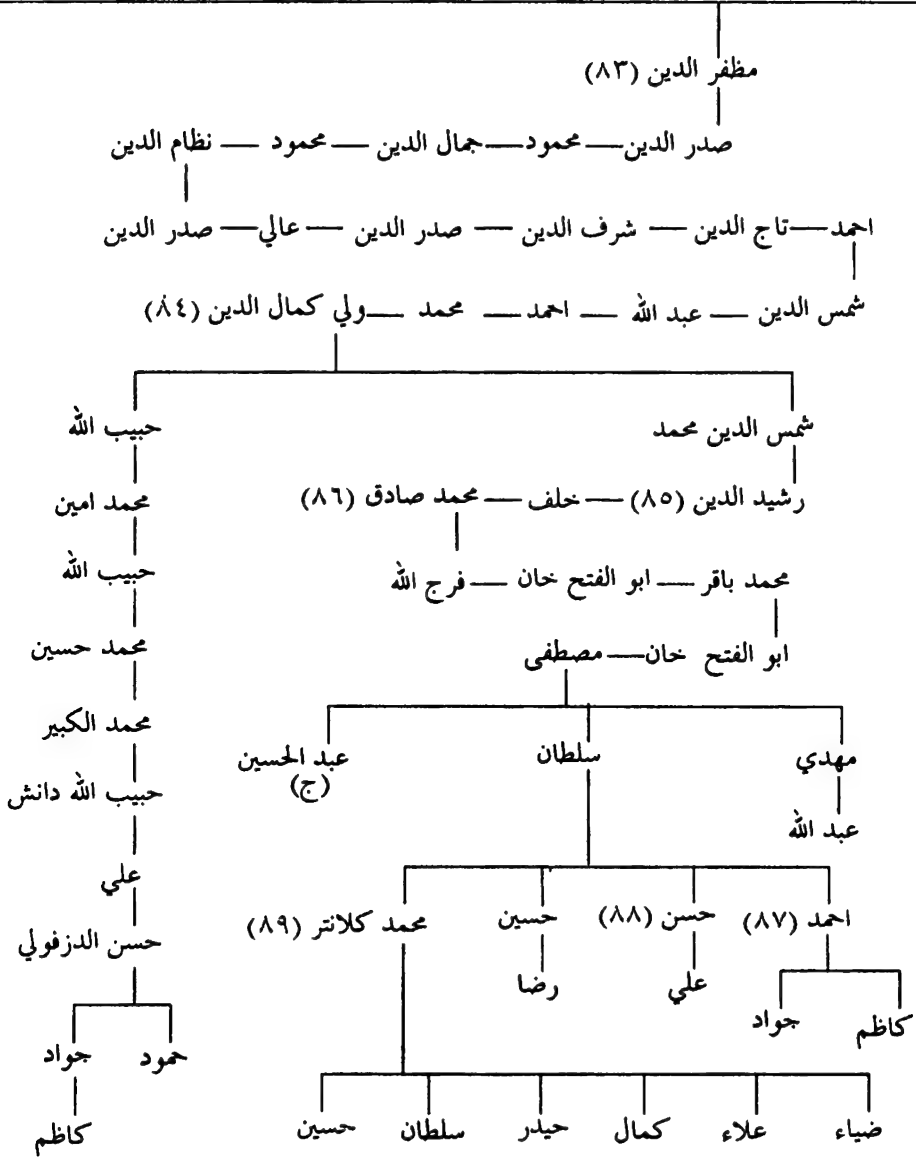 مظفر الدين (٨٣)
صدر الدين — محمود — جمال الدين — محمود — نظام الدين
احمد — تاج الدين — شرف الدين — صدر الدين — عالي — صدر الدين
شمس الدين — عبد الله — احمد — محمد — ولي كمال الدين (٨٤)
شمس الدين محمد حبيب الله
رشيد الدين (٨٥) — خلف — محمد صادق (٨٦) محمد امين
محمد باقر — ابو الفتح خان — فرج الله حبيب الله
ابو الفتح خان — مصطفى محمد حسين
محمد الكبير
مهدي سلطان عبد الحسين
(ج)
حبيب الله دانش
عبد الله
علي
احمد (٨٧) حسن (٨٨) حسين محمد كلانتر (٨٩) حسن الدزفولي
كاظم جواد علي رضا
حمود جواد
ضياء علاء كمال حيدر سلطان حسين كاظم